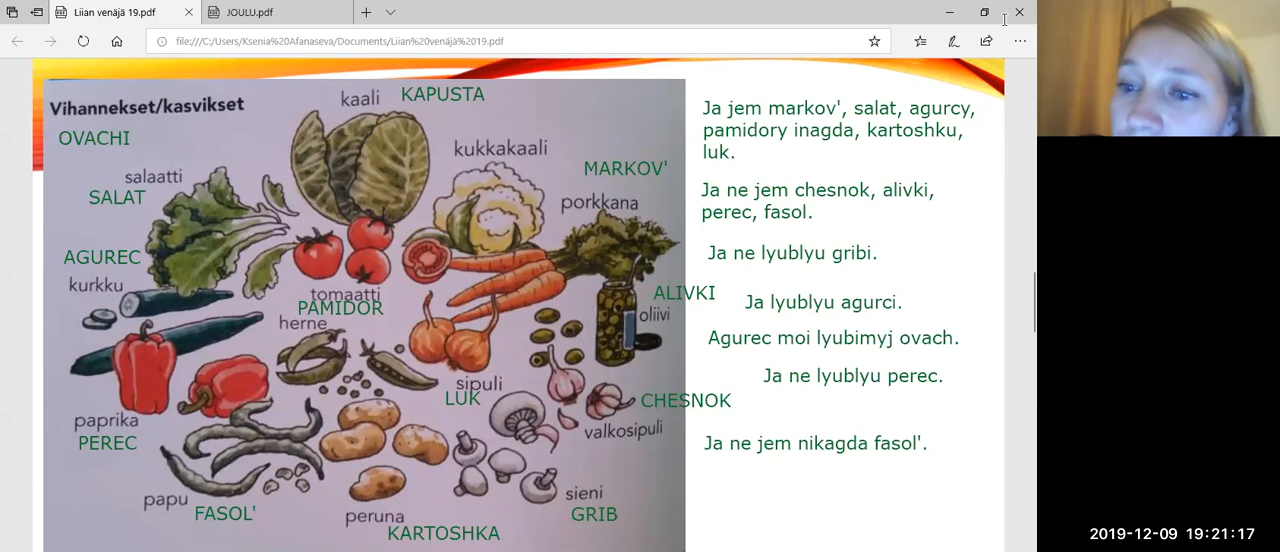 Liian venäjä 19.pdf
JOULU.pdf
file:///C:/Users/Ksenia%20Afanaseva/Documents/Liian%20venäjä%2019.pdf
Vihannekset/kasvikset
OVACHI
kaali KAPUSTA
kukkakaali
MARKOV'
porkkana
salaatti
SALAT
AGUREC
kurkku
tomaatti
PAMIDOR
herne
ALIVKI
oliivi
sipuli
LUK
CHESNOK
valkosipuli
paprika
PEREC
papu
FASOL'
peruna
KARTOSHKA
sieni
GRIB
Ja jem markov', salat, agurcy,
pamidory inagda, kartoshku,
luk.
Ja ne jem chesnok, alivki,
perec, fasol.
Ja ne lyublyu gribi.
Ja lyublyu agurci.
Agurec moi lyubimyj ovach.
Ja ne lyublyu perec.
Ja ne jem nikagda fasol'.
2019-12-09 19:21:17